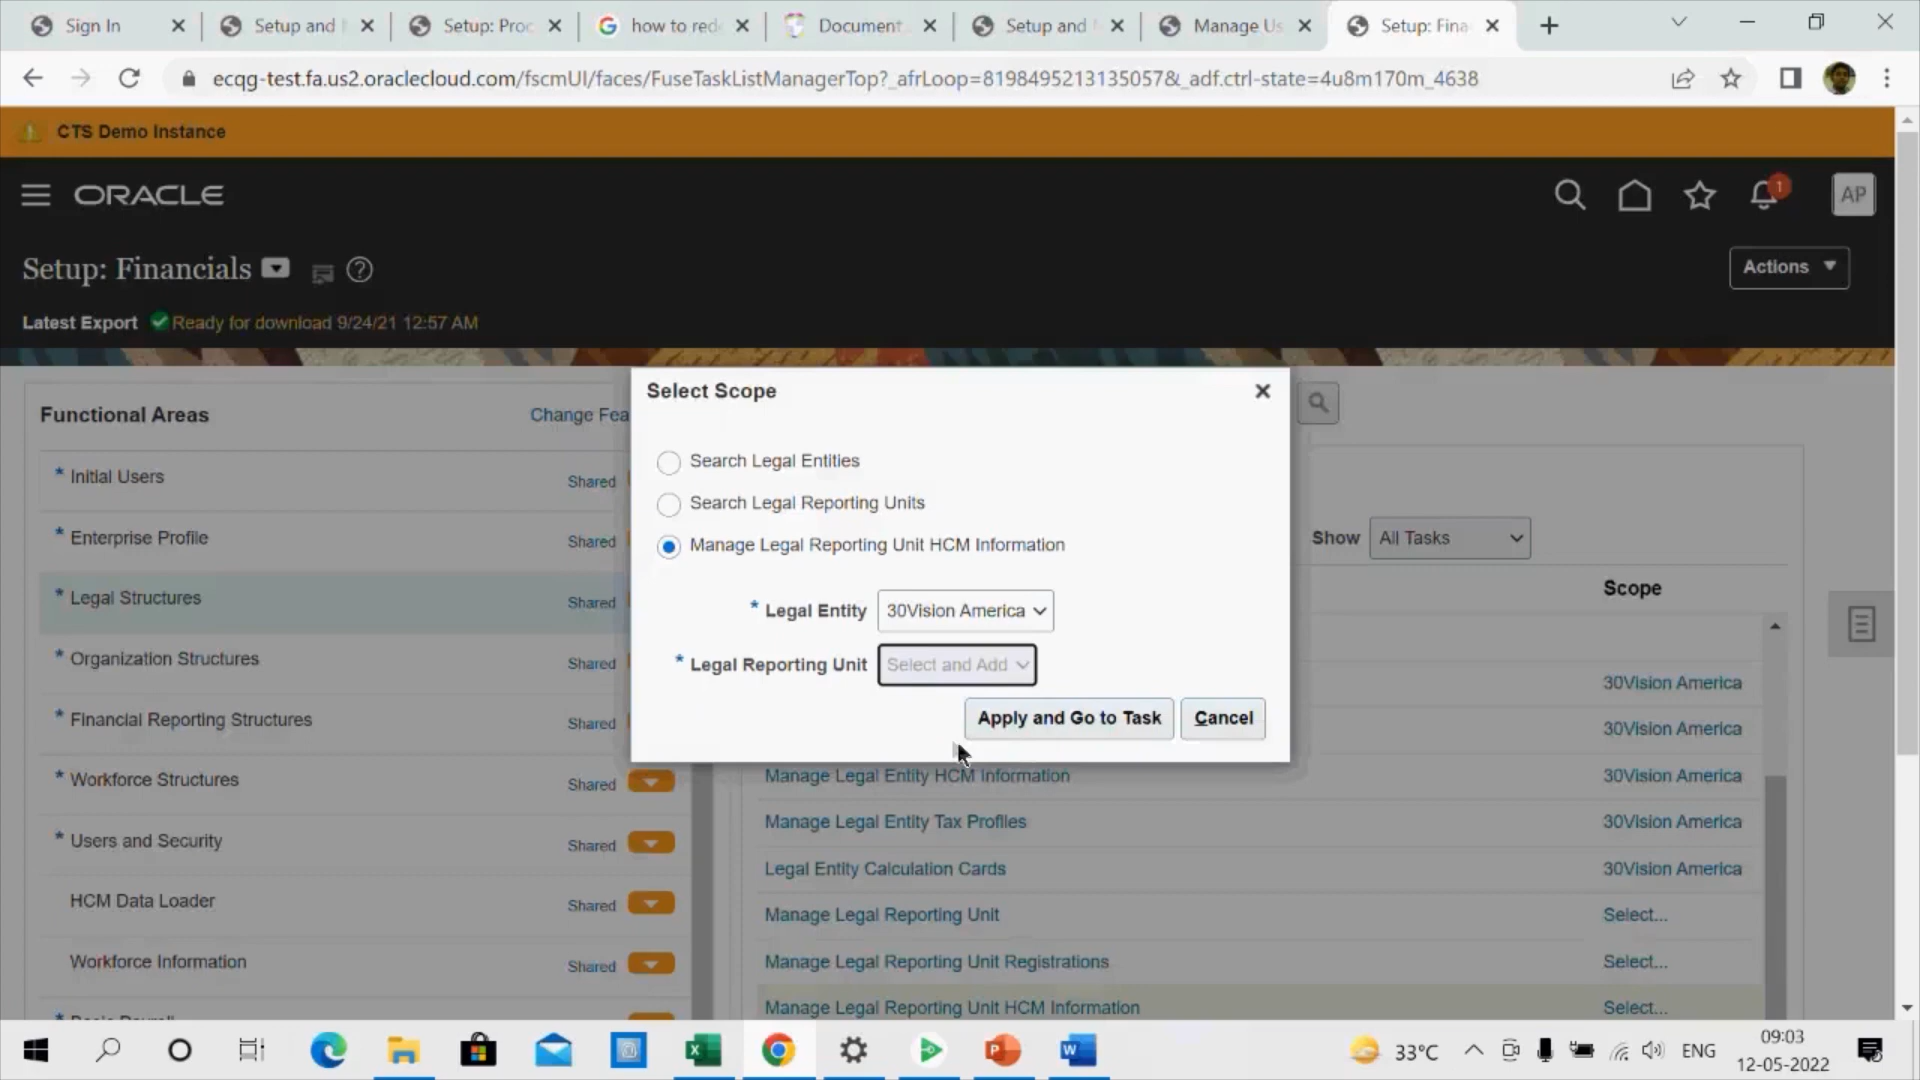 Sign In
Setup and
Setup: Proc
how to red
Document
Setup and
Manage Us
Setup: Fina
ecqg-test.fa.us2.oraclecloud.com/fscmUI/faces/FuseTaskListManagerTop?_afrLoop=8198495213135057&_adf.ctrl-state=4u8m170m_4638
CTS Demo Instance
ORACLE
1
AP
Setup: Financials
Actions
Latest Export Ready for download 9/24/21 12:57 AM
Functional Areas
Change Fea
* Initial Users Shared
* Enterprise Profile Shared
* Legal Structures Shared
* Organization Structures Shared
* Financial Reporting Structures Shared
* Workforce Structures Shared
* Users and Security Shared
HCM Data Loader Shared
Workforce Information Shared
Select Scope
Search Legal Entities
Search Legal Reporting Units
Manage Legal Reporting Unit HCM Information
* Legal Entity 30Vision America
* Legal Reporting Unit Select and Add
Apply and Go to Task
Cancel
Show All Tasks
Scope
30Vision America
30Vision America
Manage Legal Entity HCM Information 30Vision America
Manage Legal Entity Tax Profiles 30Vision America
Legal Entity Calculation Cards 30Vision America
Manage Legal Reporting Unit Select...
Manage Legal Reporting Unit Registrations Select...
Manage Legal Reporting Unit HCM Information Select...
33°C
ENG
09:03
12-05-2022